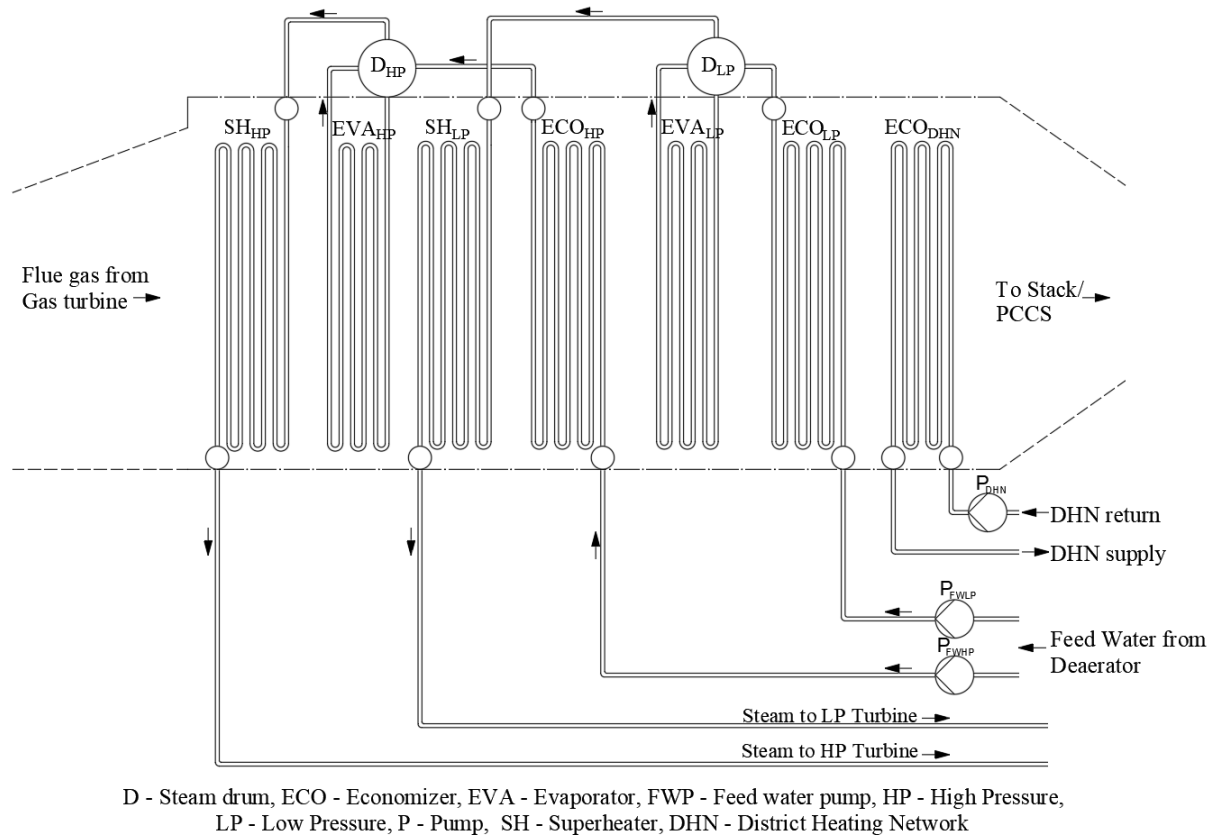 D_HP
D_LP
SH_HP
EVA_HP
SH_LP
ECO_HP
EVA_LP
ECO_LP
ECO_DHN
Flue gas from
Gas turbine
To Stack/
PCCS
P_DHN
DHN return
DHN supply
P_FWLP
Feed Water from
Deaerator
P_FWHP
Steam to LP Turbine
Steam to HP Turbine
D - Steam drum, ECO - Economizer, EVA - Evaporator, FWP - Feed water pump, HP - High Pressure,
LP - Low Pressure, P - Pump, SH - Superheater, DHN - District Heating Network